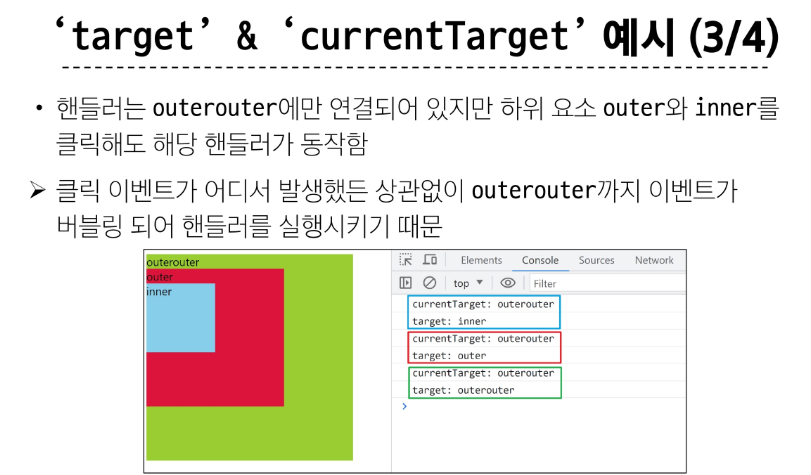 ‘target’ & ‘currentTarget’ 예시 (3/4)
• 핸들러는 outerouter에만 연결되어 있지만 하위 요소 outer와 inner를
클릭해도 해당 핸들러가 동작함
➢ 클릭 이벤트가 어디서 발생했든 상관없이 outerouter까지 이벤트가
버블링 되어 핸들러를 실행시키기 때문
outerouter
outer
inner
Elements Console Sources Network
top ▼ Filter
currentTarget: outerouter
target: inner
currentTarget: outerouter
target: outer
currentTarget: outerouter
target: outerouter
>